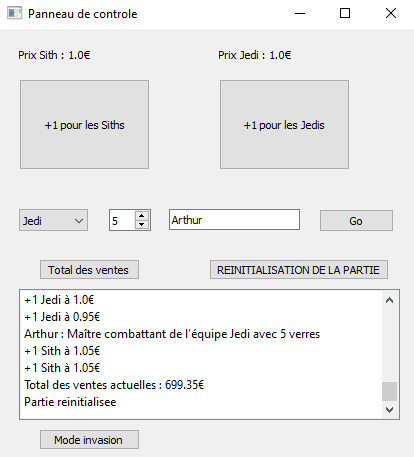 Panneau de controle
Prix Sith : 1.0€
Prix Jedi : 1.0€
+1 pour les Siths
+1 pour les Jedis
Jedi
5
Arthur
Go
Total des ventes
REINITIALISATION DE LA PARTIE
+1 Jedi à 1.0€
+1 Jedi à 0.95€
Arthur : Maître combattant de l'équipe Jedi avec 5 verres
+1 Sith à 1.05€
+1 Sith à 1.05€
Total des ventes actuelles : 699.35€
Partie reinitialisee
Mode invasion